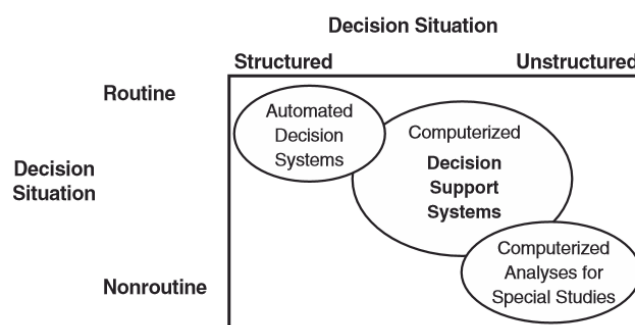 Decision Situation
Structured Unstructured
Routine
Automated
Decision
Systems
Computerized
Decision
Support
Systems
Decision
Situation
Computerized
Analyses for
Special Studies
Nonroutine